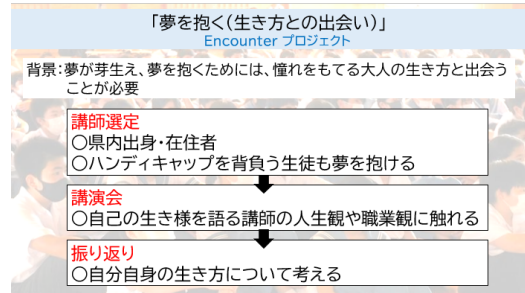 「夢を抱く(生き方との出会い)」
Encounter プロジェクト
背景:夢が芽生え、夢を抱くためには、憧れをもてる大人の生き方と出会う
ことが必要
講師選定
〇県内出身・在住者
〇ハンディキャップを背負う生徒も夢を抱ける
講演会
〇自己の生き様を語る講師の人生観や職業観に触れる
振り返り
〇自分自身の生き方について考える